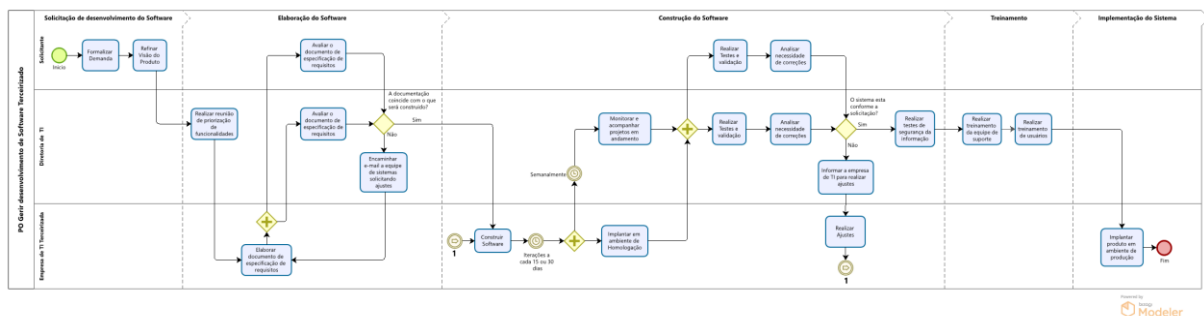 Solicitação de desenvolvimento do Software
Elaboração do Software
Construção do Software
Treinamento
Implementação do Sistema
PO Gerir desenvolvimento de Software Terceirizado
Solicitante
Início
Formalizar
Demanda
Refinar
Visão do
Produto
Avaliar o
documento de
especificação de
requisitos
Realizar
Testes e
validação
Analisar
necessidade de
correções
Diretoria de TI
Realizar reunião
de priorização
de
funcionalidades
Avaliar o
documento de
especificação de
requisitos
A documentação
coincide com o que
será construído?
Sim
Não
Encaminhar
e-mail a equipe
de sistemas
solicitando
ajustes
Semanalmente
Monitorar e
acompanhar
projetos em
andamento
Realizar
Testes e
validação
Analisar
necessidade de
correções
O sistema esta
conforme a
solicitação?
Sim
Não
Informar a empresa
de TI para realizar
ajustes
Realizar
testes de
segurança da
informação
Realizar
treinamento
da equipe de
suporte
Realizar
treinamento
de usuários
Empresa de TI Terceirizada
Elaborar
documento de
especificação de
requisitos
1
Construir
Software
Iterações a
cada 15 ou 30
dias
Implantar em
ambiente de
Homologação
Realizar
Ajustes
1
Implantar
produto em
ambiente de
produção
Fim
Powered by
bizagi
Modeler